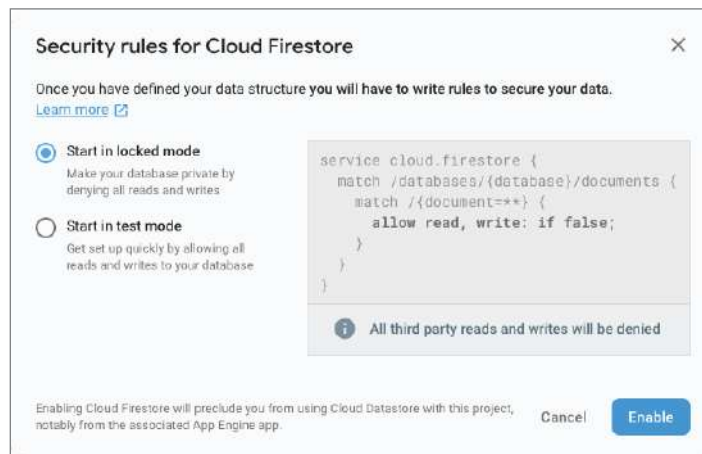 Security rules for Cloud Firestore
Once you have defined your data structure you will have to write rules to secure your data.
Learn more
Start in locked mode
Make your database private by
denying all reads and writes
Start in test mode
Get set up quickly by allowing all
reads and writes to your database
service cloud.firestore {
match /databases/{database}/documents {
match /{document=**} {
allow read, write: if false;
}
}
}
All third party reads and writes will be denied
Enabling Cloud Firestore will preclude you from using Cloud Datastore with this project,
notably from the associated App Engine app.
Cancel
Enable